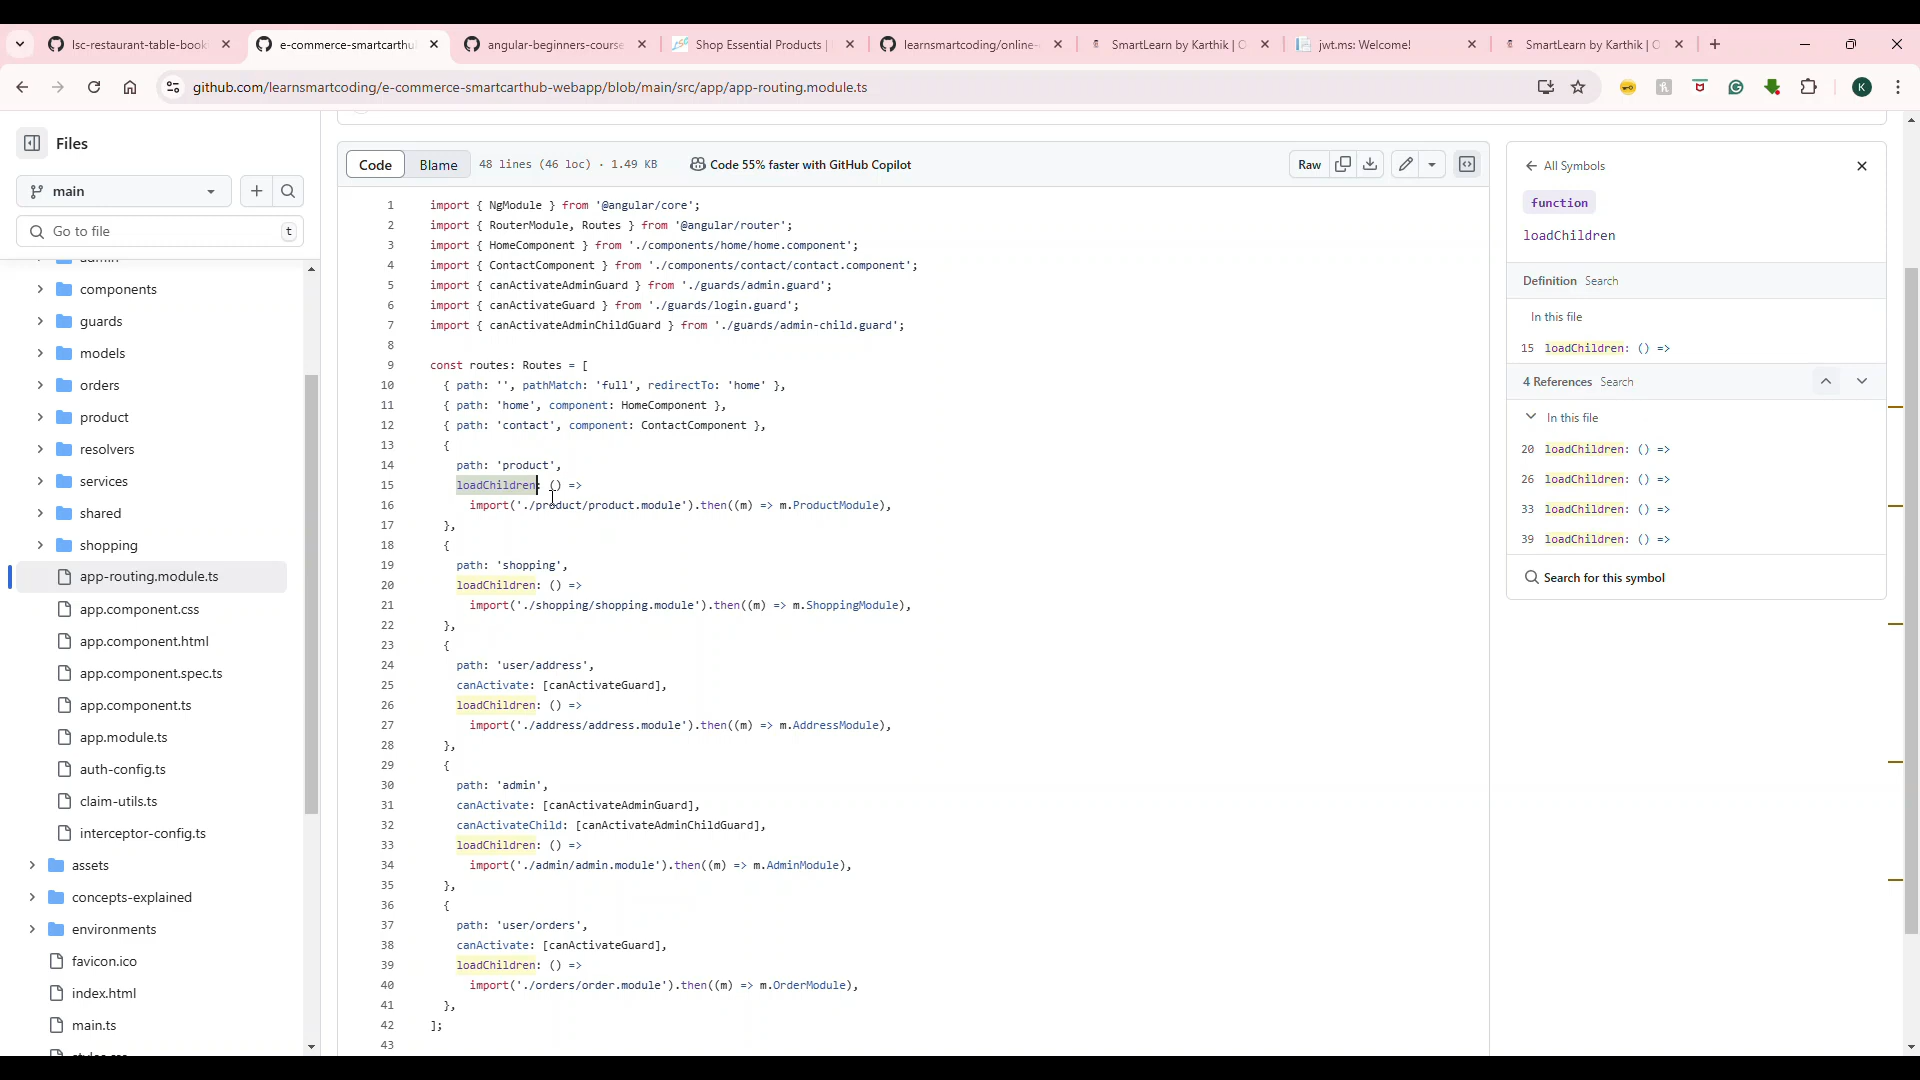 lsc-restaurant-table-book
e-commerce-smartcarthu
angular-beginners-course
Shop Essential Products |
learnsmartcoding/online-
SmartLearn by Karthik | O
jwt.ms: Welcome!
SmartLearn by Karthik | O
github.com/learnsmartcoding/e-commerce-smartcarthub-webapp/blob/main/src/app/app-routing.module.ts
K
Files
main
Go to file
t
admin
components
guards
models
orders
product
resolvers
services
shared
shopping
app-routing.module.ts
app.component.css
app.component.html
app.component.spec.ts
app.component.ts
app.module.ts
auth-config.ts
claim-utils.ts
interceptor-config.ts
assets
concepts-explained
environments
favicon.ico
index.html
main.ts
Code
Blame
48 lines (46 loc) · 1.49 KB
Code 55% faster with GitHub Copilot
Raw
1 import { NgModule } from '@angular/core';
2 import { RouterModule, Routes } from '@angular/router';
3 import { HomeComponent } from './components/home/home.component';
4 import { ContactComponent } from './components/contact/contact.component';
5 import { canActivateAdminGuard } from './guards/admin.guard';
6 import { canActivateGuard } from './guards/login.guard';
7 import { canActivateAdminChildGuard } from './guards/admin-child.guard';
8
9 const routes: Routes = [
10 { path: '', pathMatch: 'full', redirectTo: 'home' },
11 { path: 'home', component: HomeComponent },
12 { path: 'contact', component: ContactComponent },
13 {
14 path: 'product',
15 loadChildren: () =>
16 import('./product/product.module').then((m) => m.ProductModule),
17 },
18 {
19 path: 'shopping',
20 loadChildren: () =>
21 import('./shopping/shopping.module').then((m) => m.ShoppingModule),
22 },
23 {
24 path: 'user/address',
25 canActivate: [canActivateGuard],
26 loadChildren: () =>
27 import('./address/address.module').then((m) => m.AddressModule),
28 },
29 {
30 path: 'admin',
31 canActivate: [canActivateAdminGuard],
32 canActivateChild: [canActivateAdminChildGuard],
33 loadChildren: () =>
34 import('./admin/admin.module').then((m) => m.AdminModule),
35 },
36 {
37 path: 'user/orders',
38 canActivate: [canActivateGuard],
39 loadChildren: () =>
40 import('./orders/order.module').then((m) => m.OrderModule),
41 },
42 ];
43
All Symbols
function
loadChildren
Definition Search
In this file
15 loadChildren: () =>
4 References Search
In this file
20 loadChildren: () =>
26 loadChildren: () =>
33 loadChildren: () =>
39 loadChildren: () =>
Search for this symbol